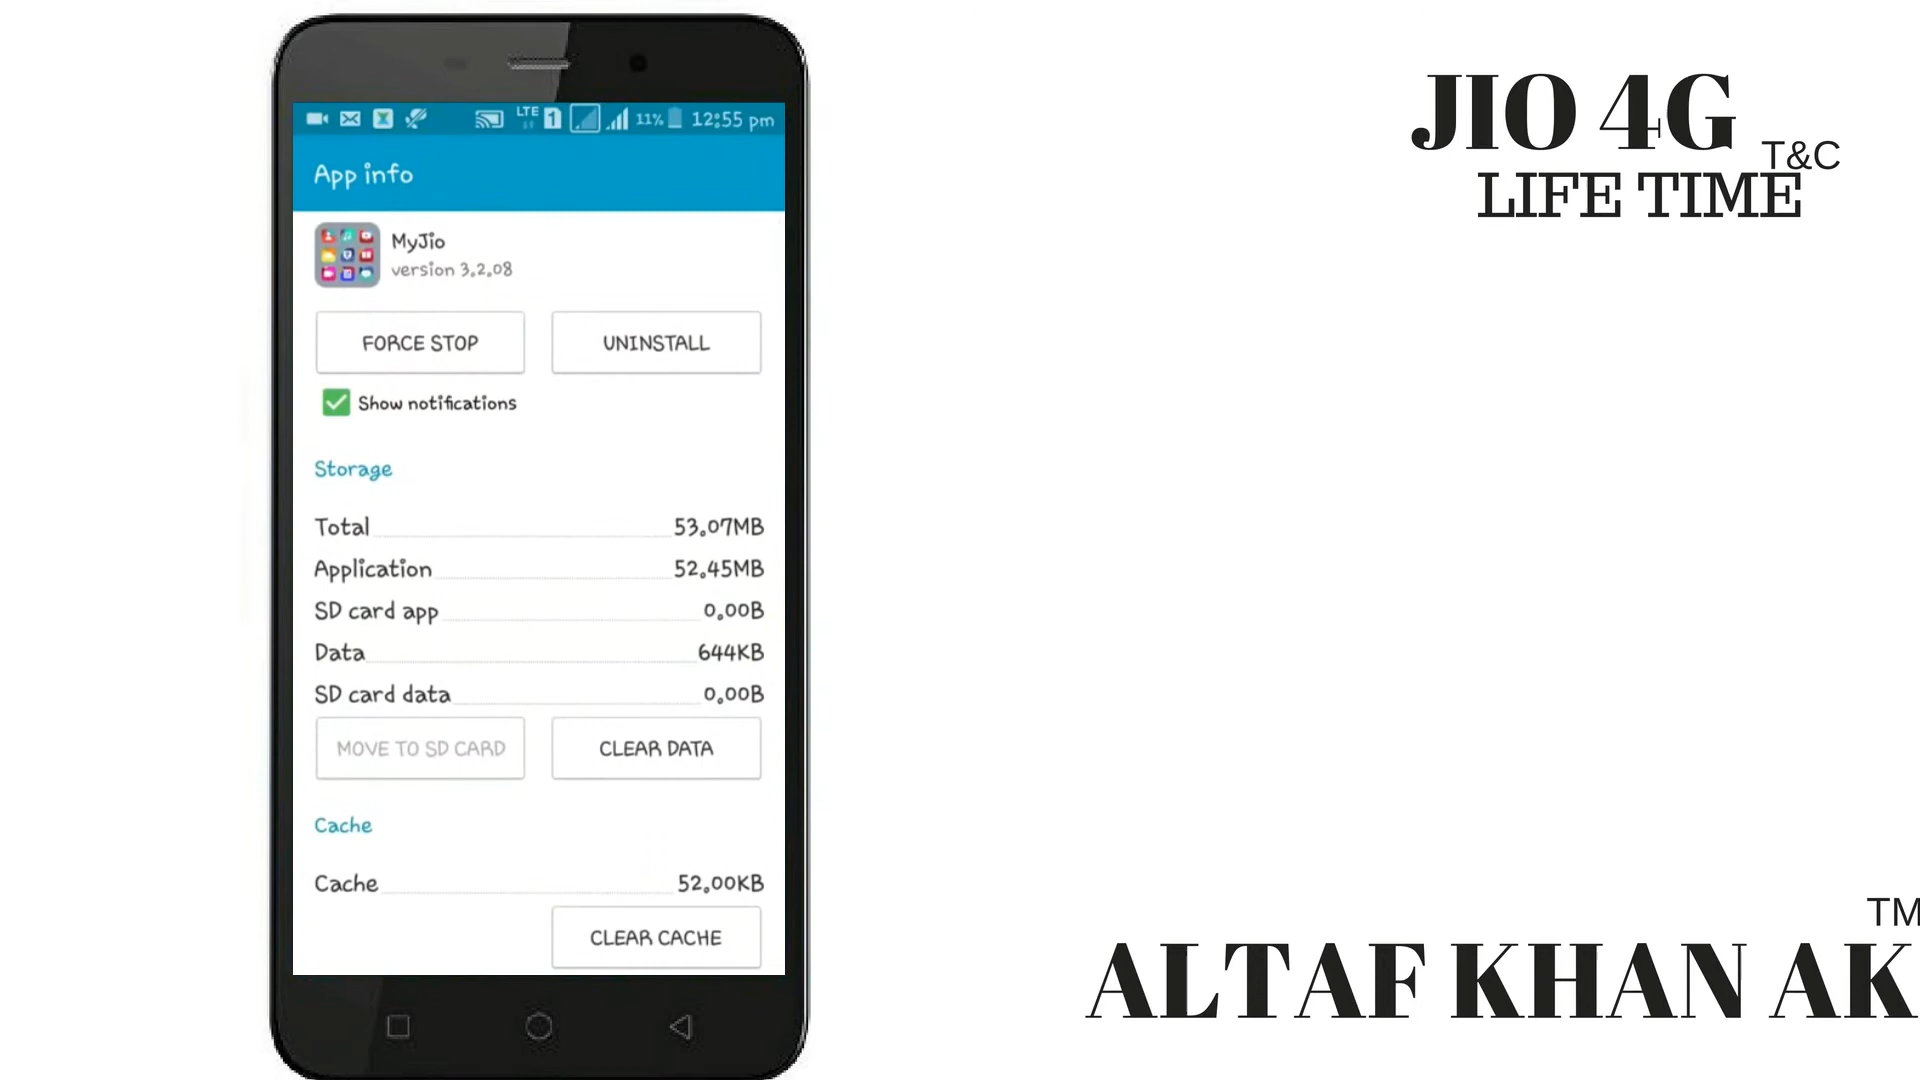 LTE 1 11% 12:55 pm
App info
MyJio
version 3.2.08
FORCE STOP UNINSTALL
Show notifications
Storage
Total 53.07MB
Application 52.45MB
SD card app 0.00B
Data 644KB
SD card data 0.00B
MOVE TO SD CARD CLEAR DATA
Cache
Cache 52.00KB
CLEAR CACHE
JIO 4G
T&C
LIFE TIME
TM
ALTAF KHAN AK